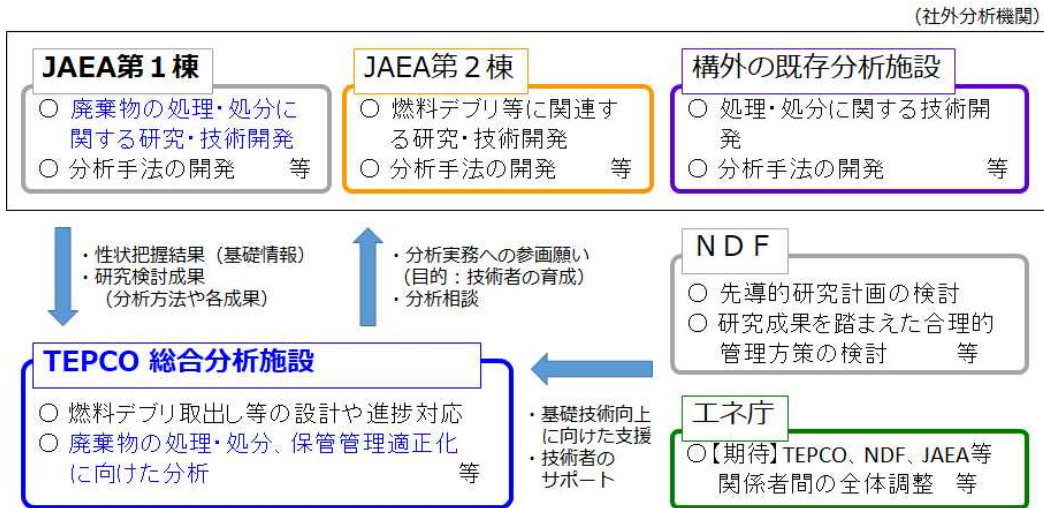 （社外分析機関）
JAEA第１棟
○ 廃棄物の処理・処分に
関する研究・技術開発
○ 分析手法の開発　等
JAEA第２棟
○ 燃料デブリ等に関連す
る研究・技術開発
○ 分析手法の開発　等
構外の既存分析施設
○ 処理・処分に関する技術開
発
○ 分析手法の開発　等
・性状把握結果（基礎情報）
・研究検討成果
（分析方法や各成果）
・分析実務への参画願い
（目的：技術者の育成）
・分析相談
ＮＤＦ
○ 先導的研究計画の検討
○ 研究成果を踏まえた合理的
管理方策の検討　等
TEPCO 総合分析施設
○ 燃料デブリ取出し等の設計や進捗対応
○ 廃棄物の処理・処分、保管管理適正化
に向けた分析　等
・基礎技術向上
に向けた支援
・技術者の
サポート
エネ庁
○【期待】TEPCO、NDF、JAEA等
関係者間の全体調整　等